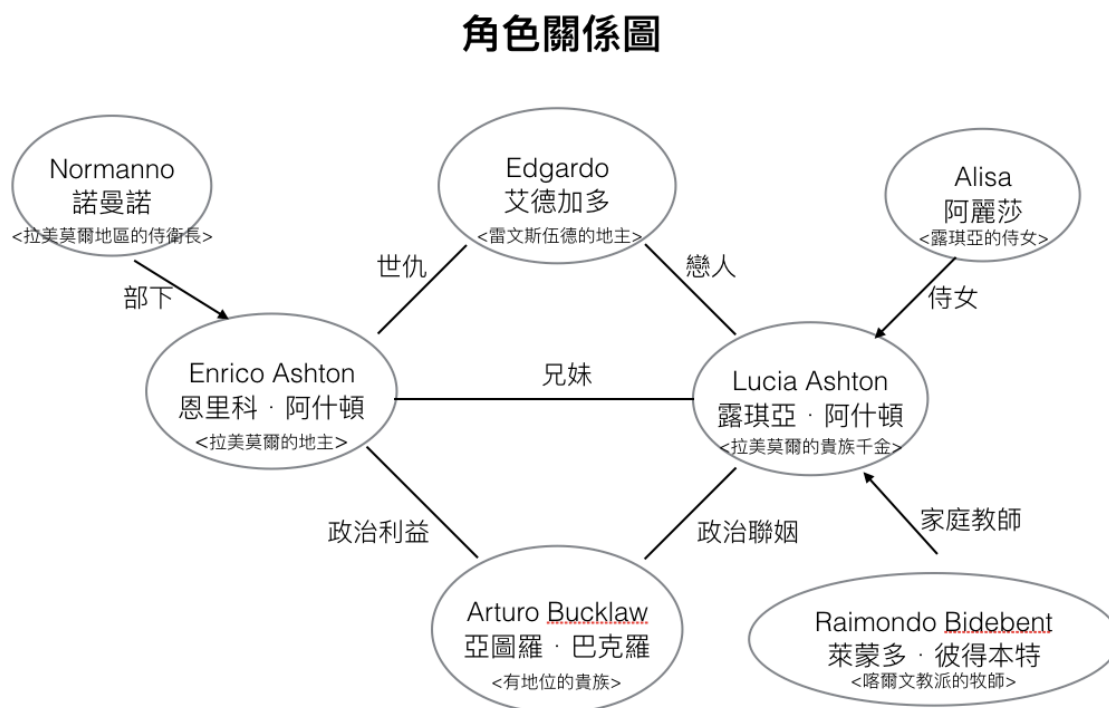 角色關係圖
Normanno
諾曼諾
<拉美莫爾地區的侍衛長>
Edgardo
艾德加多
<雷文斯伍德的地主>
Alisa
阿麗莎
<露琪亞的侍女>
部下
世仇
戀人
侍女
Enrico Ashton
恩里科 · 阿什頓
<拉美莫爾的地主>
兄妹
Lucia Ashton
露琪亞 · 阿什頓
<拉美莫爾的貴族千金>
政治利益
政治聯姻
家庭教師
Arturo Bucklaw
亞圖羅 · 巴克羅
<有地位的貴族>
Raimondo Bidebent
萊蒙多 · 彼得本特
<喀爾文教派的牧師>